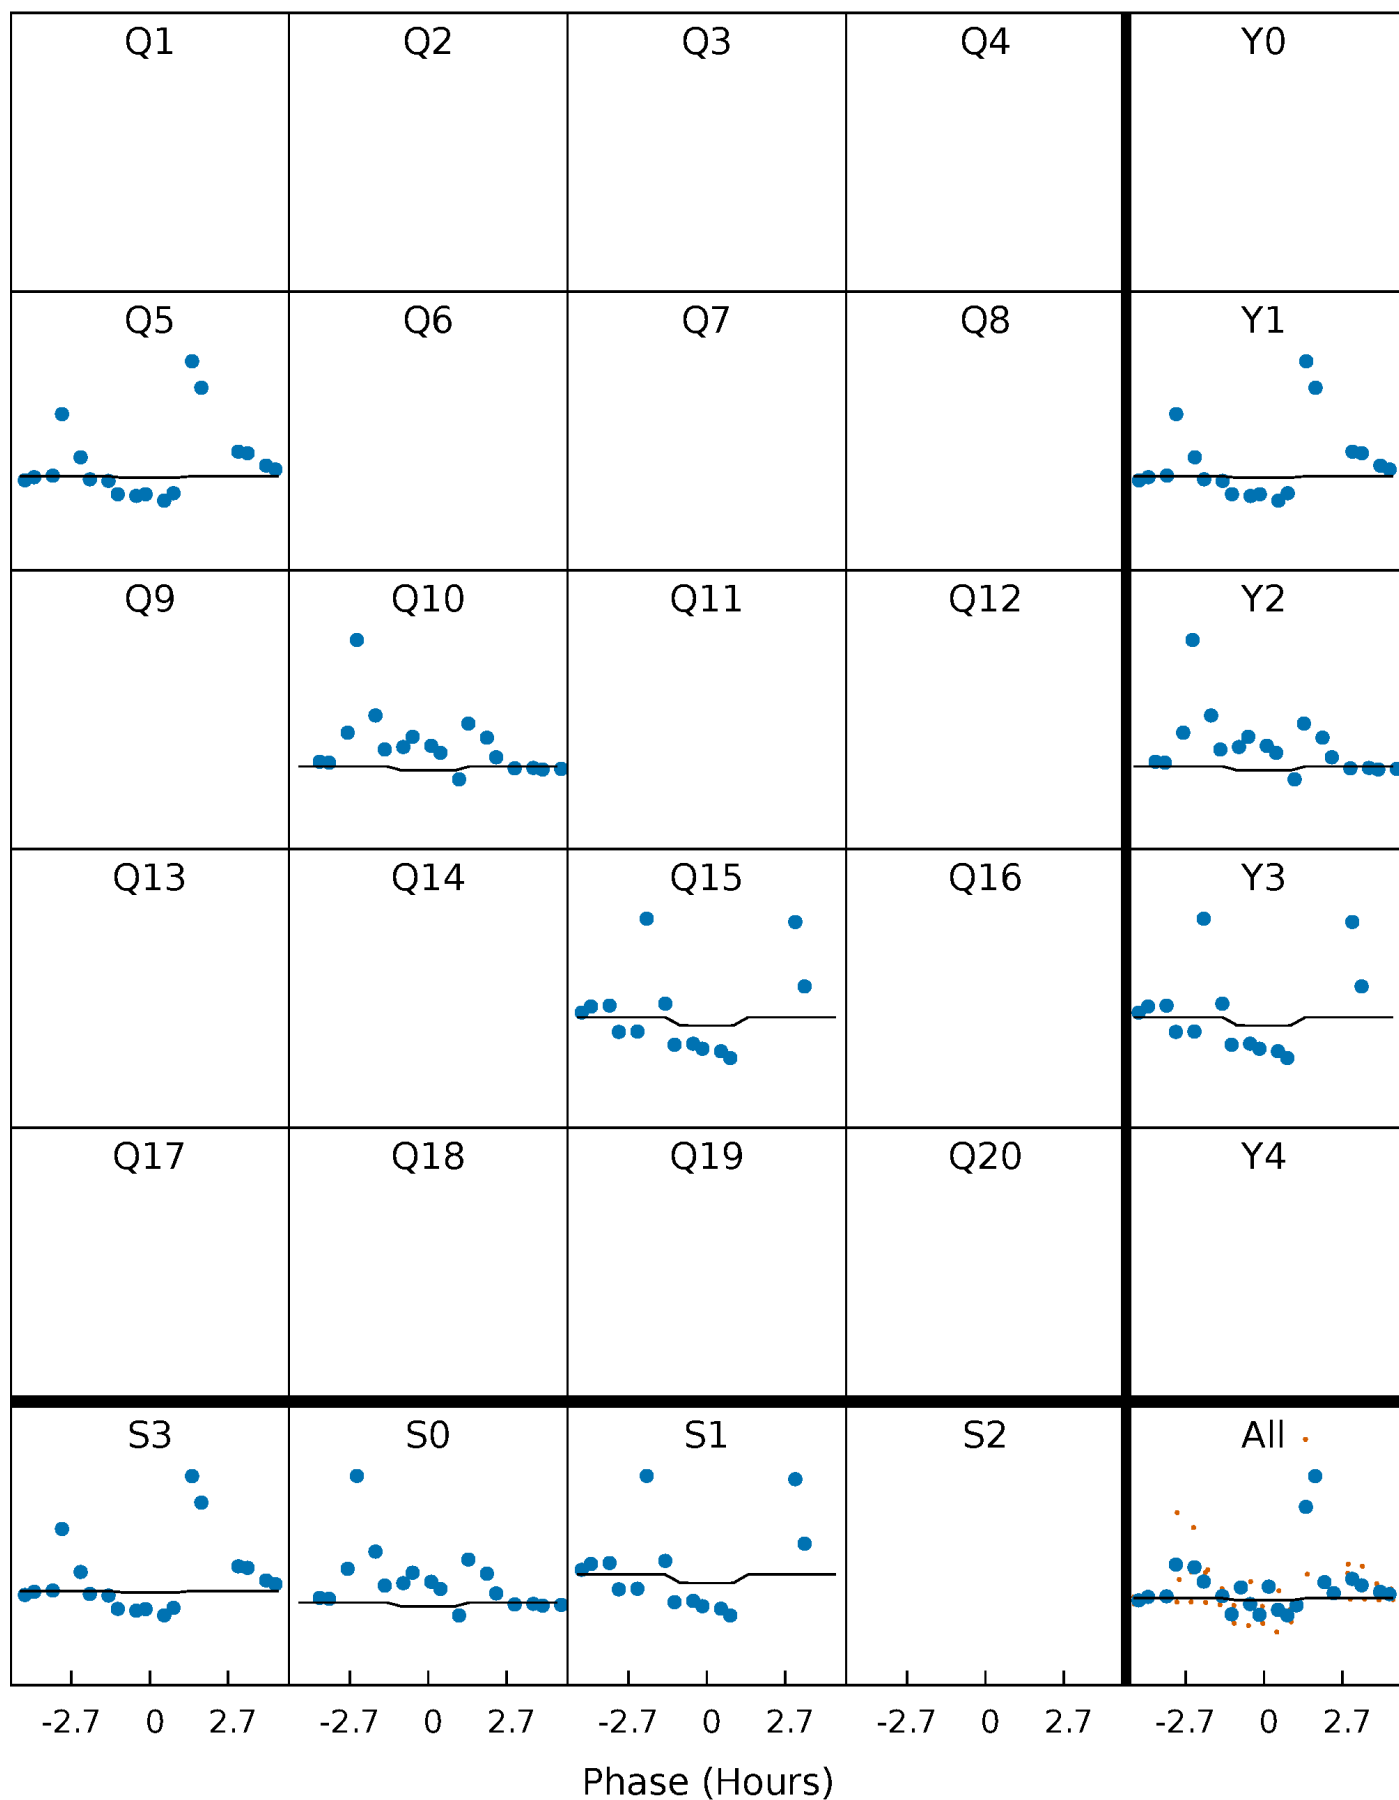 Q1 Q2 Q3 Q4 Y0
Q5 Q6 Q7 Q8 Y1
Q9 Q10 Q11 Q12 Y2
Q13 Q14 Q15 Q16 Y3
Q17 Q18 Q19 Q20 Y4
S3 S0 S1 S2 All
-2.7 0 2.7 -2.7 0 2.7 -2.7 0 2.7 -2.7 0 2.7 -2.7 0 2.7
Phase (Hours)